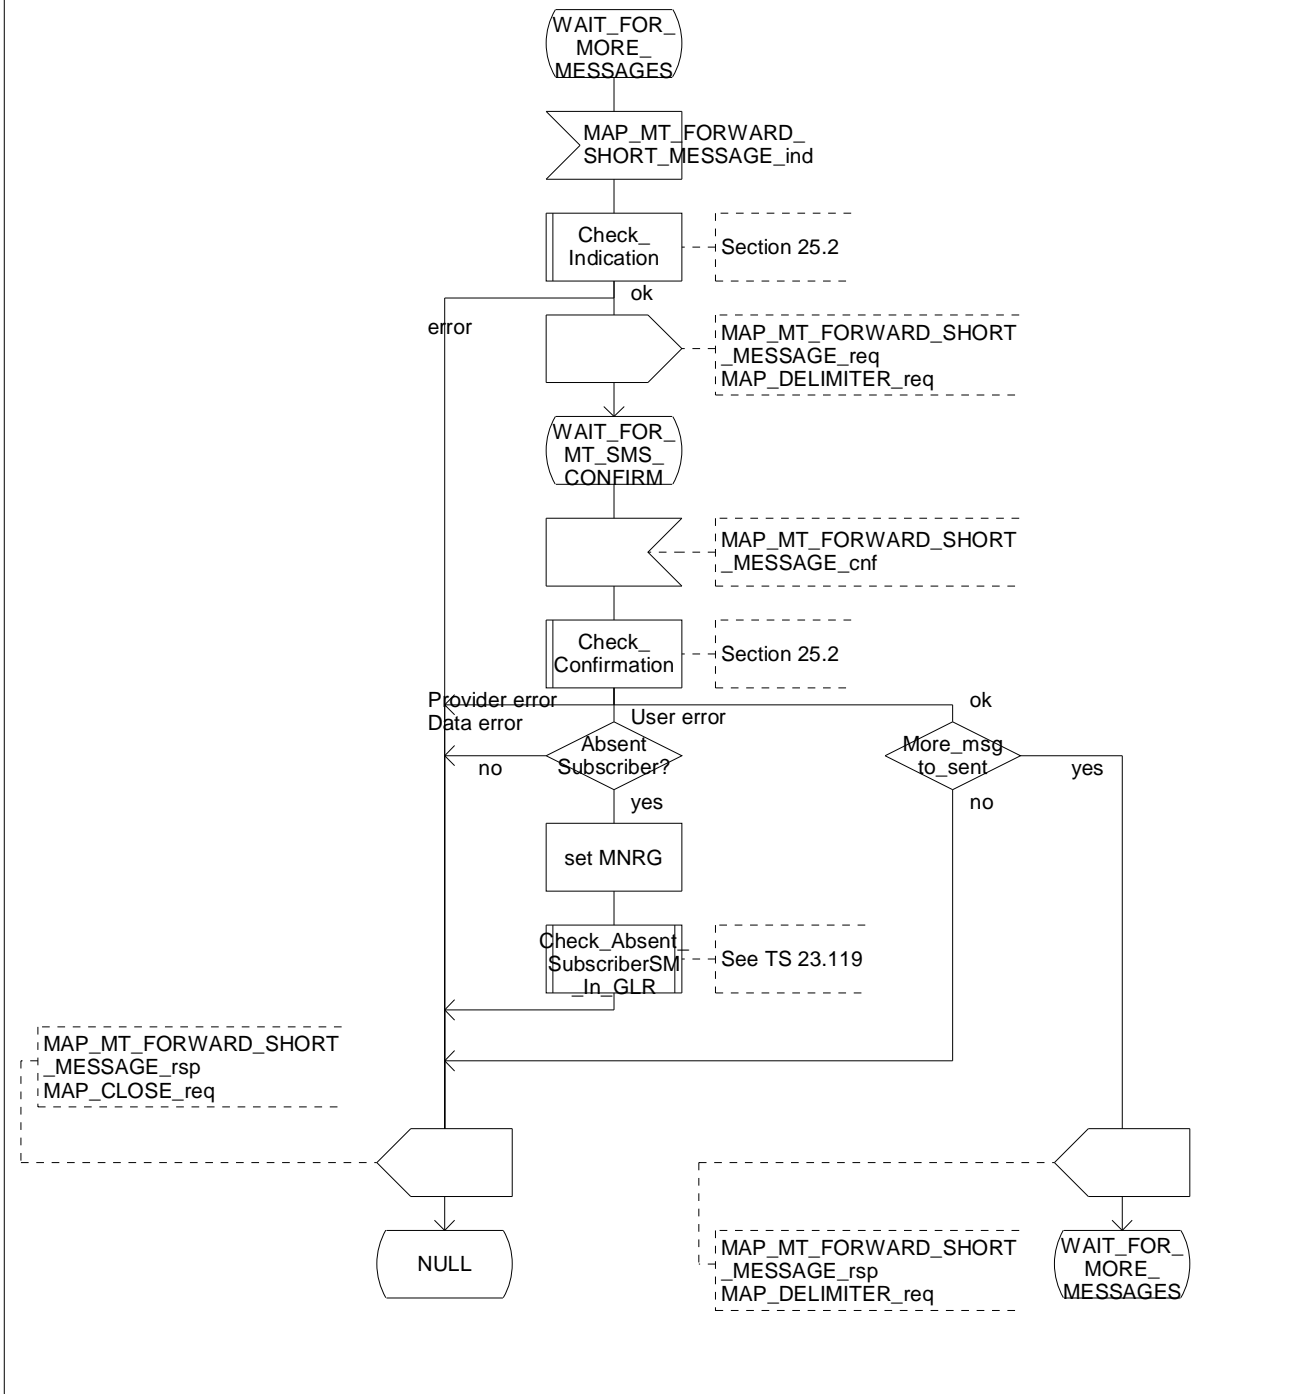 WAIT_FOR_
MORE_
MESSAGES
MAP_MT_FORWARD_
SHORT_MESSAGE_ind
Check_
Indication
Section 25.2
ok
error
MAP_MT_FORWARD_SHORT
_MESSAGE_req
MAP_DELIMITER_req
WAIT_FOR_
MT_SMS_
CONFIRM
MAP_MT_FORWARD_SHORT
_MESSAGE_cnf
Check_
Confirmation
Section 25.2
Provider error
Data error
User error
ok
Absent
Subscriber?
no
yes
More_msg
to_sent
yes
no
set MNRG
Check_Absent_
SubscriberSM
_In_GLR
See TS 23.119
MAP_MT_FORWARD_SHORT
_MESSAGE_rsp
MAP_CLOSE_req
NULL
MAP_MT_FORWARD_SHORT
_MESSAGE_rsp
MAP_DELIMITER_req
WAIT_FOR_
MORE_
MESSAGES